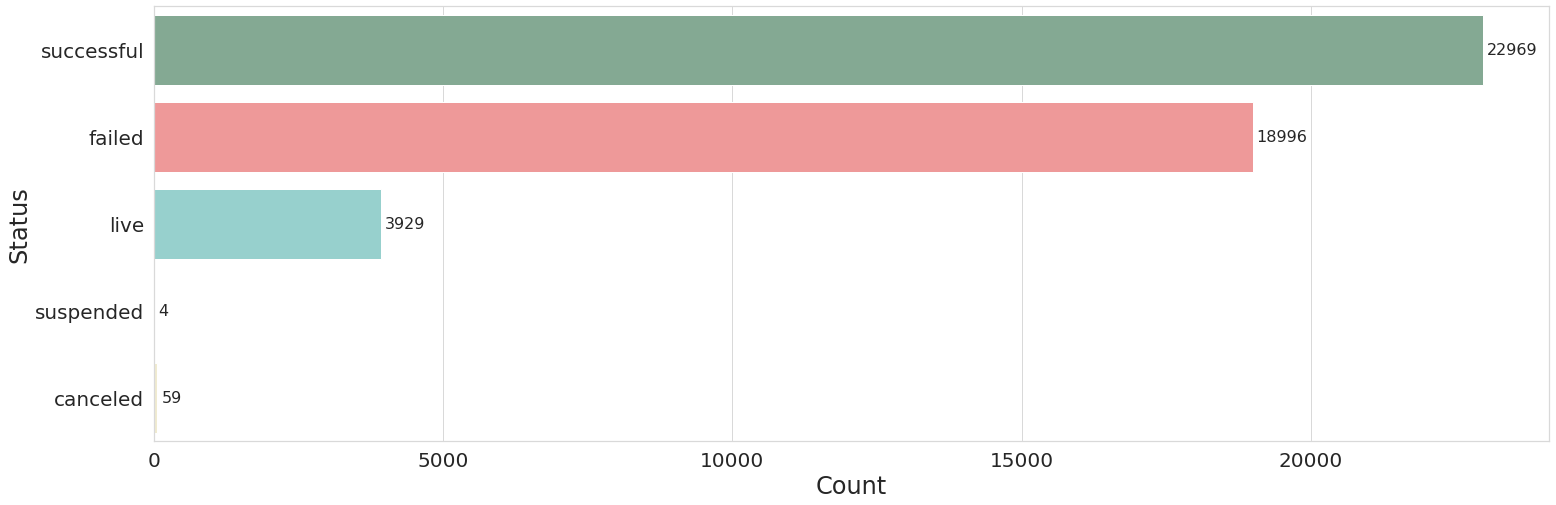 successful
22969
failed
18996
live
3929
suspended
4
canceled
59
Status
0 5000 10000 15000 20000
Count